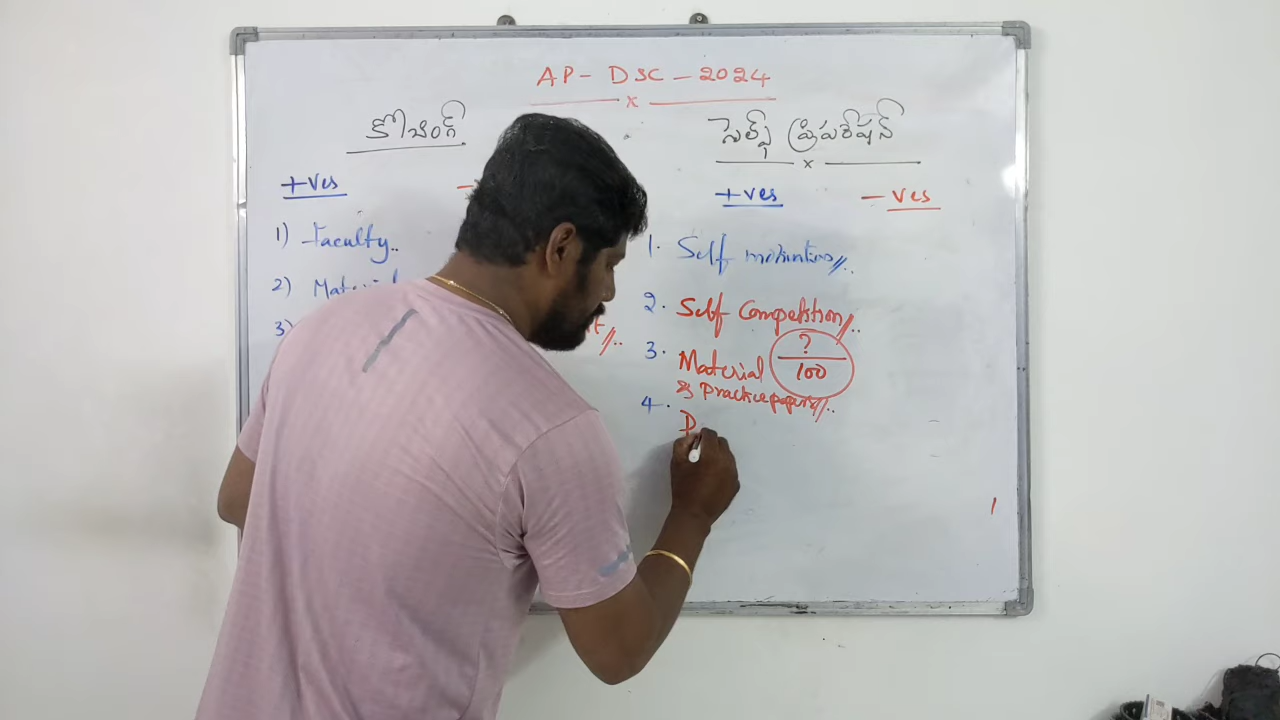 AP - DSC - 2024
x
కోచింగ్
సెల్ఫ్ ప్రిపరేషన్
x
+ves
+ves
- ves
1) Faculty..
2)
3)
1. Self motivation //..
2. Self Competition //..
3. Material
& Practice papers //..
?
100
4.